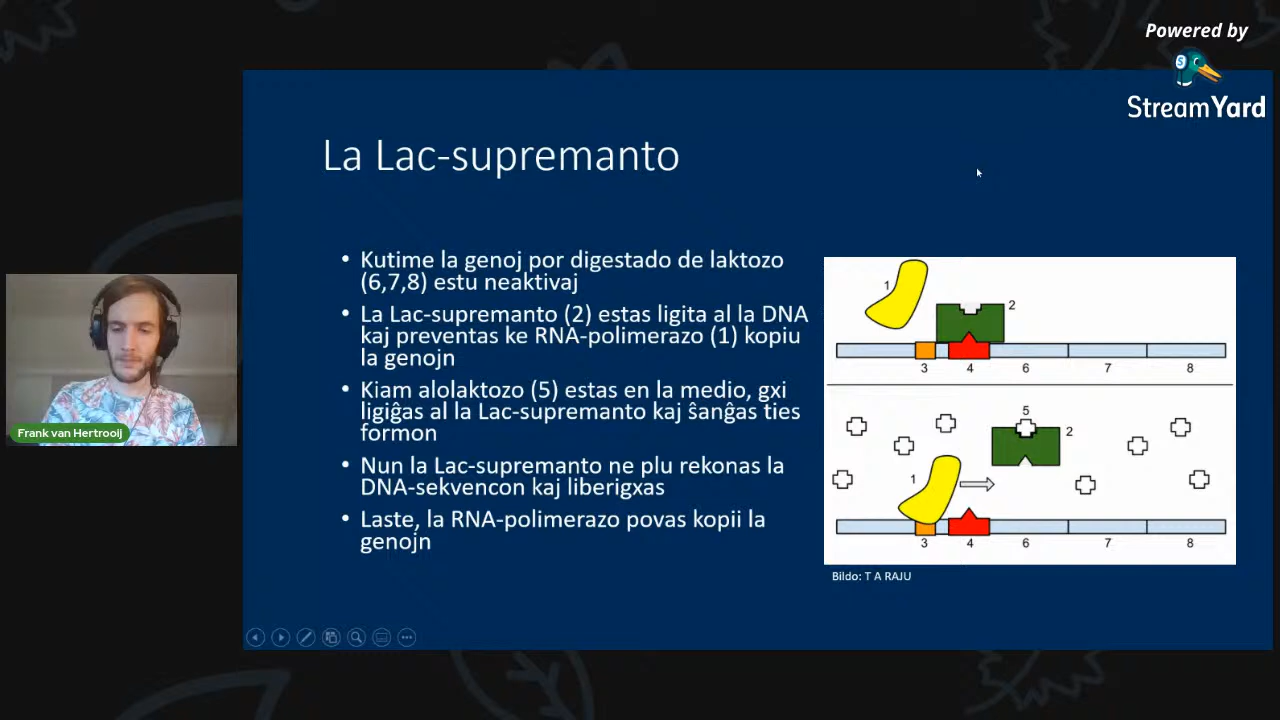 Powered by
StreamYard
La Lac-supremanto
• Kutime la genoj por digestado de laktozo
(6,7,8) estu neaktivaj
• La Lac-supremanto (2) estas ligita al la DNA
kaj preventas ke RNA-polimerazo (1) kopiu
la genojn
• Kiam alolaktozo (5) estas en la medio, gxi
ligiĝas al la Lac-supremanto kaj ŝanĝas ties
formon
• Nun la Lac-supremanto ne plu rekonas la
DNA-sekvencon kaj liberigxas
• Laste, la RNA-polimerazo povas kopii la
genojn
1
2
3 4 6 7 8
5
2
1
3 4 6 7 8
Bildo: T A RAJU
Frank van Hertrooij